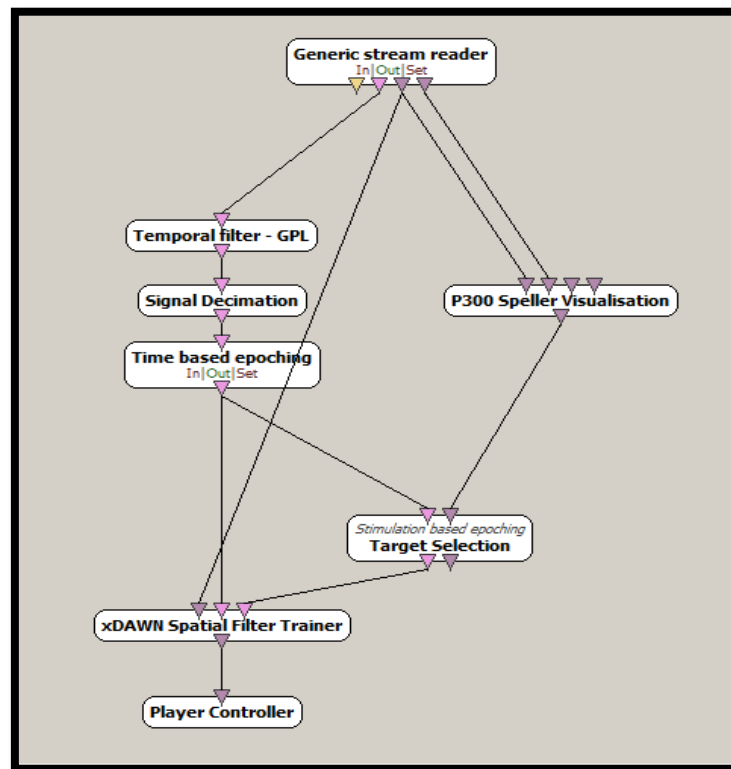 Generic stream reader
In|Out|Set
Temporal filter - GPL
Signal Decimation
P300 Speller Visualisation
Time based epoching
In|Out|Set
Stimulation based epoching
Target Selection
xDAWN Spatial Filter Trainer
Player Controller